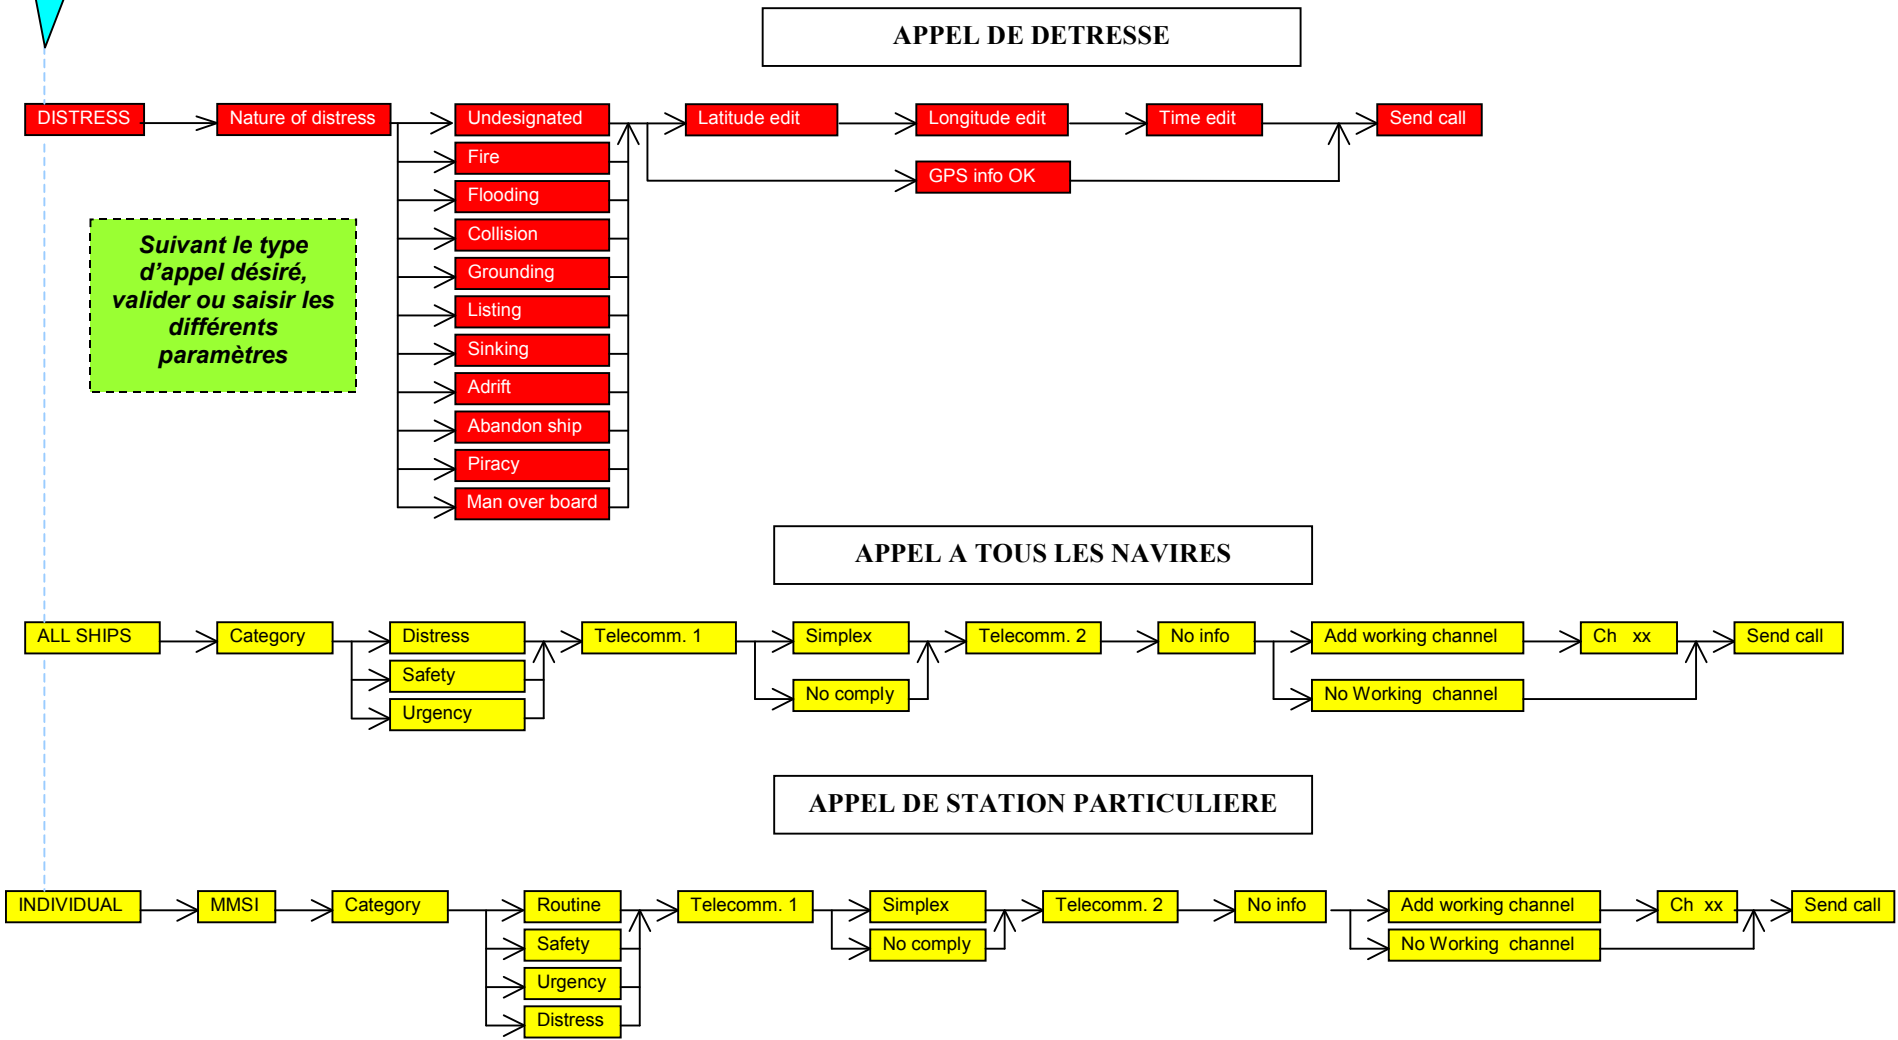 APPEL DE DETRESSE
DISTRESS
Nature of distress
Undesignated
Latitude edit
Longitude edit
Time edit
Send call
Fire
GPS info OK
Flooding
Collision
Grounding
Listing
Sinking
Adrift
Abandon ship
Piracy
Man over board
Suivant le type
d’appel désiré,
valider ou saisir les
différents
paramètres
APPEL A TOUS LES NAVIRES
ALL SHIPS
Category
Distress
Telecomm. 1
Simplex
Telecomm. 2
No info
Add working channel
Ch xx
Send call
Safety
No comply
No Working channel
Urgency
APPEL DE STATION PARTICULIERE
INDIVIDUAL
MMSI
Category
Routine
Telecomm. 1
Simplex
Telecomm. 2
No info
Add working channel
Ch xx
Send call
Safety
No comply
No Working channel
Urgency
Distress